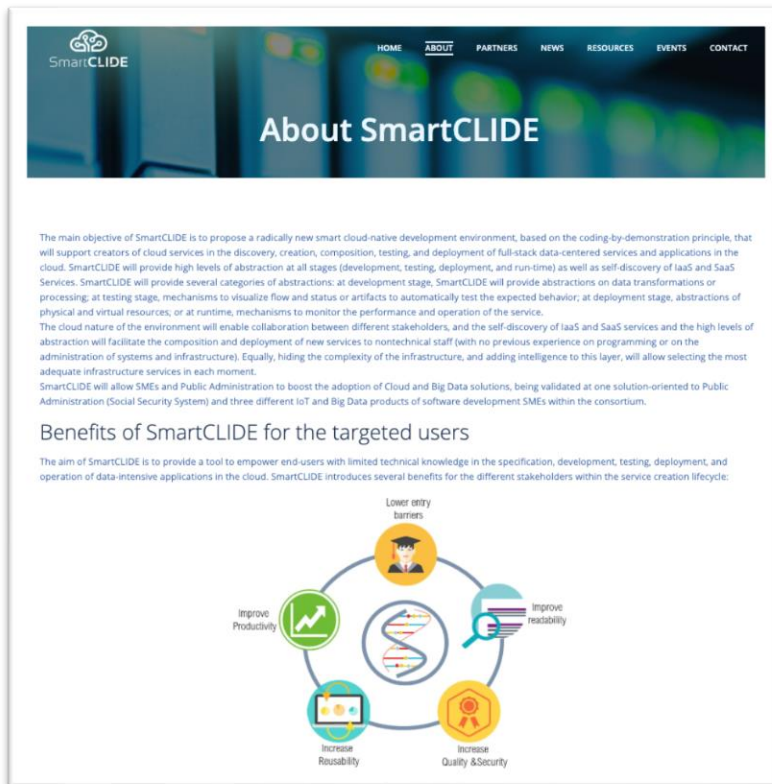 SmartCLIDE
HOME ABOUT PARTNERS NEWS RESOURCES EVENTS CONTACT
About SmartCLIDE
The main objective of SmartCLIDE is to propose a radically new smart cloud-native development environment, based on the coding-by-demonstration principle, that
will support creators of cloud services in the discovery, creation, composition, testing, and deployment of full-stack data-centered services and applications in the
cloud. SmartCLIDE will provide high levels of abstraction at all stages (development, testing, deployment, and run-time) as well as self-discovery of IaaS and SaaS
Services. SmartCLIDE will provide several categories of abstractions: at development stage, SmartCLIDE will provide abstractions on data transformations or
processing; at testing stage, mechanisms to visualize flow and status or artifacts to automatically test the expected behavior; at deployment stage, abstractions of
physical and virtual resources; or at runtime, mechanisms to monitor the performance and operation of the service.
The cloud nature of the environment will enable collaboration between different stakeholders, and the self-discovery of IaaS and SaaS services and the high levels of
abstraction will facilitate the composition and deployment of new services to nontechnical staff (with no previous experience on programming or on the
administration of systems and infrastructure). Equally, hiding the complexity of the infrastructure, and adding intelligence to this layer, will allow selecting the most
adequate infrastructure services in each moment.
SmartCLIDE will allow SMEs and Public Administration to boost the adoption of Cloud and Big Data solutions, being validated at one solution-oriented to Public
Administration (Social Security System) and three different IoT and Big Data products of software development SMEs within the consortium.
Benefits of SmartCLIDE for the targeted users
The aim of SmartCLIDE is to provide a tool to empower end-users with limited technical knowledge in the specification, development, testing, deployment, and
operation of data-intensive applications in the cloud. SmartCLIDE introduces several benefits for the different stakeholders within the service creation lifecycle:
Lower entry
barriers
Improve
Productivity
Improve
readability
Increase
Reusability
Increase
Quality &Security